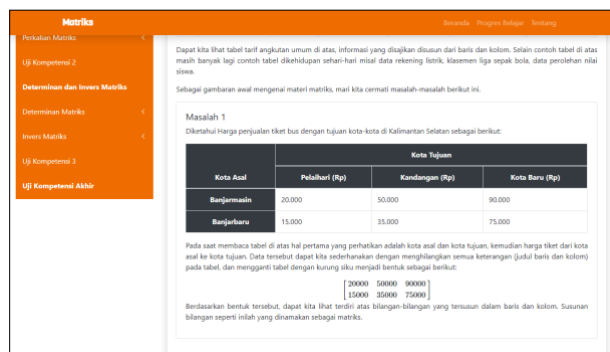 Matriks
Beranda Progres Belajar Tentang
Perkalian Matriks
Uji Kompetensi 2
Determinan dan Invers Matriks
Determinan Matriks
Invers Matriks
Uji Kompetensi 3
Uji Kompetensi Akhir
Dapat kita lihat tabel tarif angkutan umum di atas, informasi yang disajikan disusun dari baris dan kolom. Selain contoh tabel di atas
masih banyak lagi contoh tabel dikehidupan sehari-hari misal data rekening listrik, klasemen liga sepak bola, data perolehan nilai
siswa.
Sebagai gambaran awal mengenai materi matriks, mari kita cermati masalah-masalah berikut ini.
Masalah 1
Diketahui Harga penjualan tiket bus dengan tujuan kota-kota di Kalimantan Selatan sebagai berikut:
Kota Tujuan
Kota Asal Pelaihari (Rp) Kandangan (Rp) Kota Baru (Rp)
Banjarmasin 20.000 50.000 90.000
Banjarbaru 15.000 35.000 75.000
Pada saat membaca tabel di atas hal pertama yang perhatikan adalah kota asal dan kota tujuan, kemudian harga tiket dari kota
asal ke kota tujuan. Data tersebut dapat kita sederhanakan dengan menghilangkan semua keterangan (judul baris dan kolom)
pada tabel, dan mengganti tabel dengan kurung siku menjadi bentuk sebagai berikut:
[20000 50000 90000
15000 35000 75000]
Berdasarkan bentuk tersebut, dapat kita lihat terdiri atas bilangan-bilangan yang tersusun dalam baris dan kolom. Susunan
bilangan seperti inilah yang dinamakan sebagai matriks.